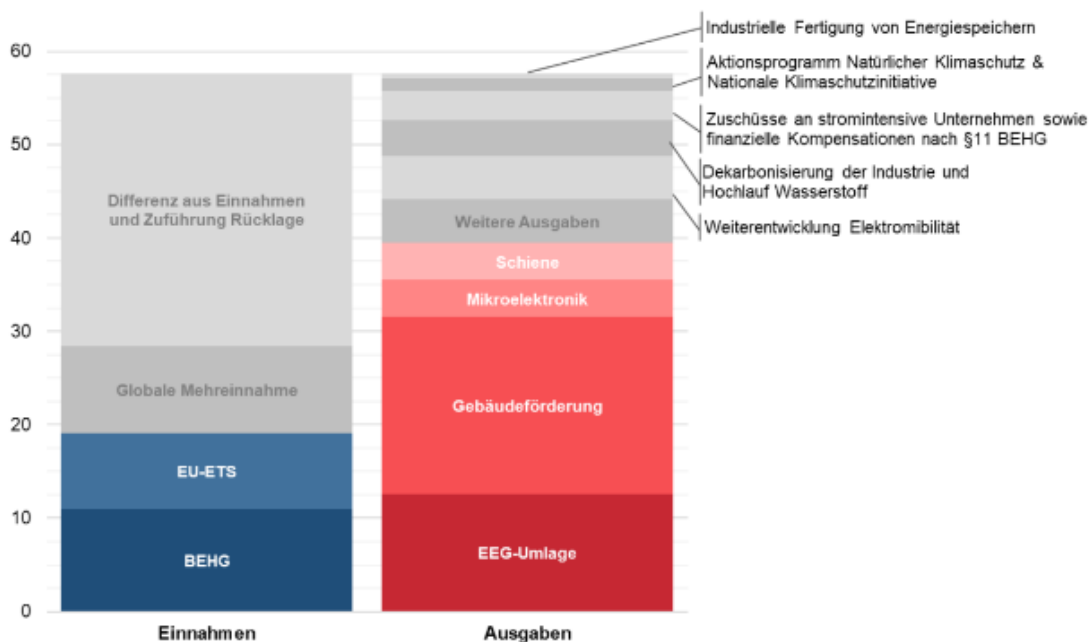 Industrielle Fertigung von Energiespeichern
Aktionsprogramm Natürlicher Klimaschutz &
Nationale Klimaschutzinitiative
Zuschüsse an stromintensive Unternehmen sowie
finanzielle Kompensationen nach §11 BEHG
Dekarbonisierung der Industrie und
Hochlauf Wasserstoff
Weiterentwicklung Elektromibilität
60
50
40
30
20
10
0
Differenz aus Einnahmen
und Zuführung Rücklage
Globale Mehreinnahme
EU-ETS
BEHG
Weitere Ausgaben
Schiene
Mikroelektronik
Gebäudeförderung
EEG-Umlage
Einnahmen
Ausgaben